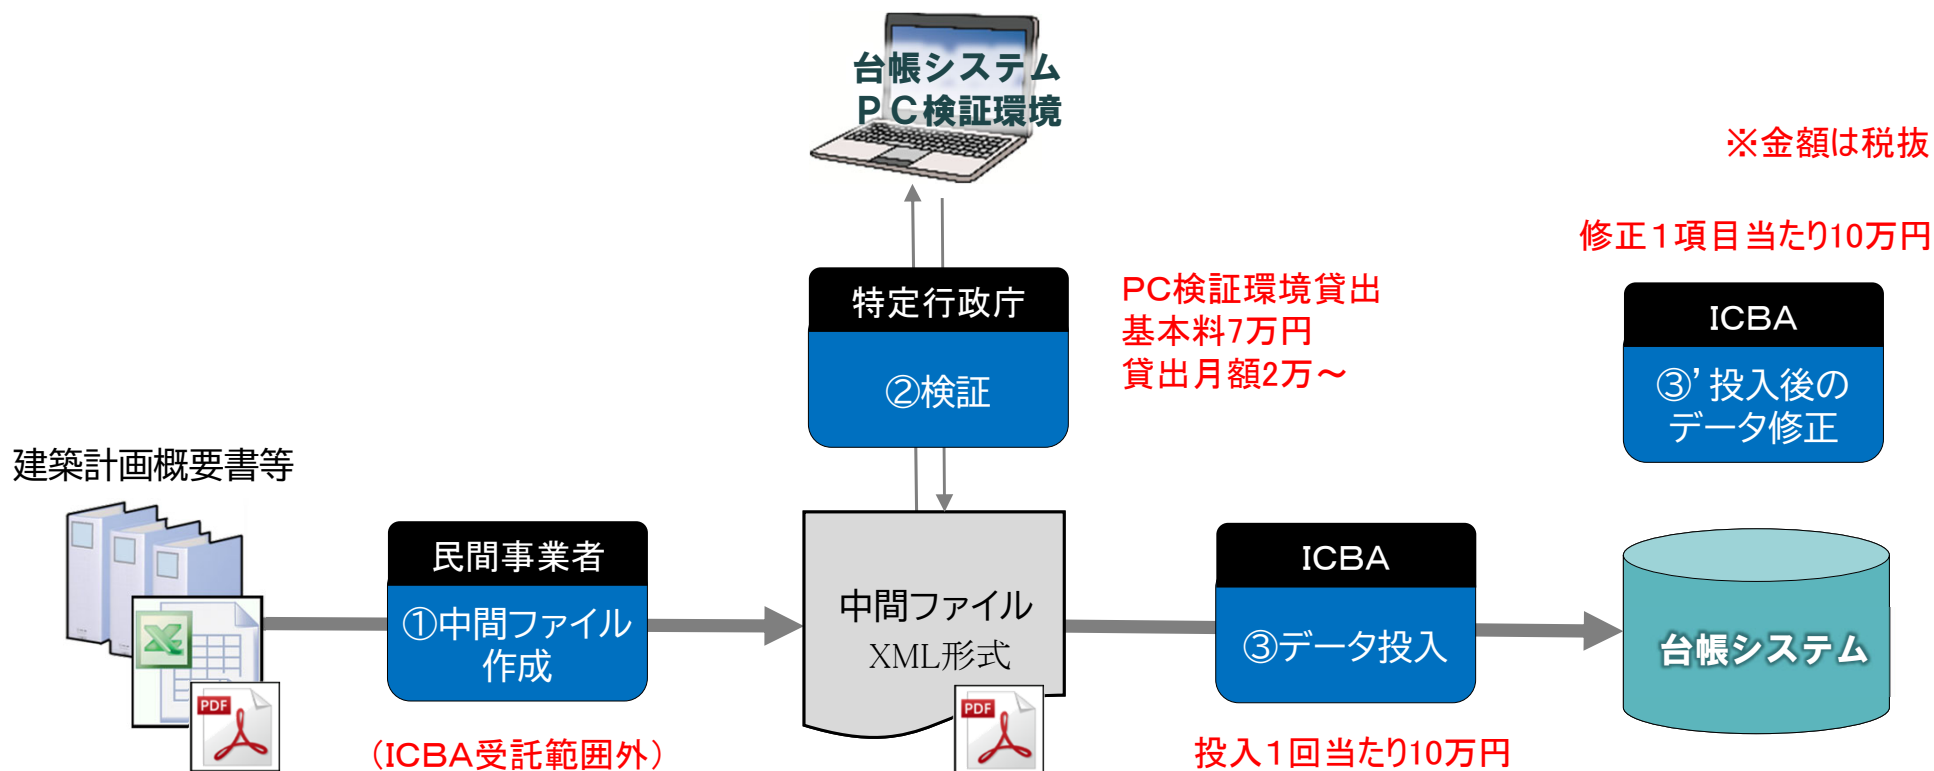 台帳システム
PC検証環境
※金額は税抜
修正1項目当たり10万円
特定行政庁
②検証
PC検証環境貸出
基本料7万円
貸出月額2万～
ICBA
③’投入後の
データ修正
建築計画概要書等
民間事業者
①中間ファイル
作成
(ICBA受託範囲外)
PDF
中間ファイル
XML形式
PDF
ICBA
③データ投入
投入1回当たり10万円
台帳システム